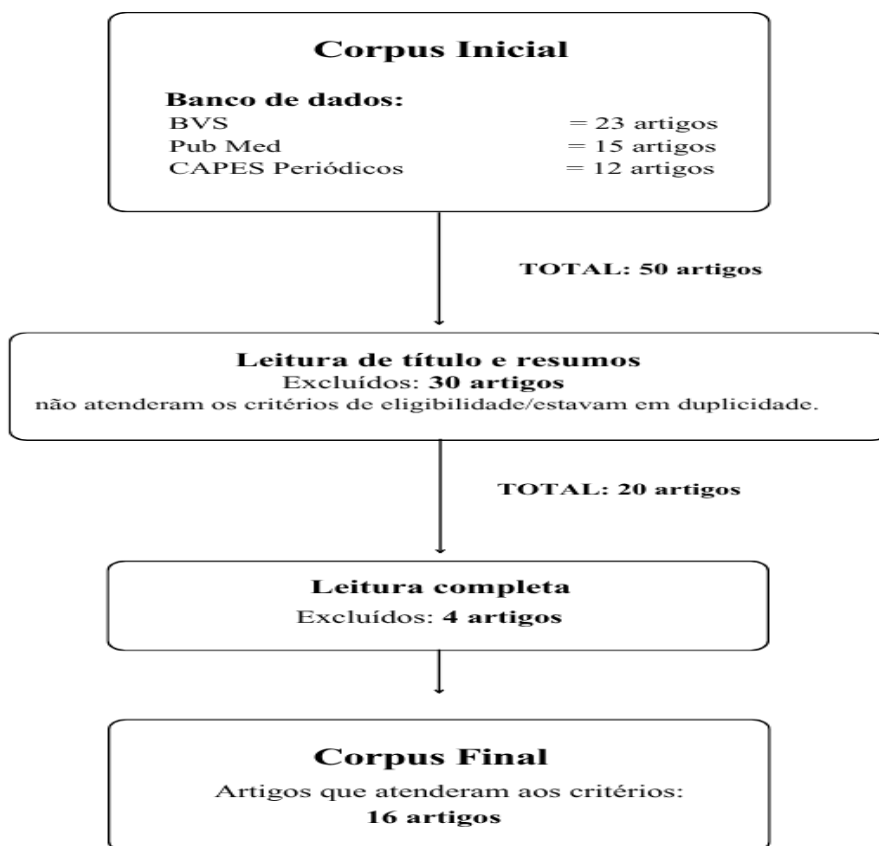 Corpus Inicial
Banco de dados:
BVS = 23 artigos
Pub Med = 15 artigos
CAPES Periódicos = 12 artigos
TOTAL: 50 artigos
Leitura de título e resumos
Excluídos: 30 artigos
não atenderam os critérios de eligibilidade/estavam em duplicidade.
TOTAL: 20 artigos
Leitura completa
Excluídos: 4 artigos
Corpus Final
Artigos que atenderam aos critérios:
16 artigos